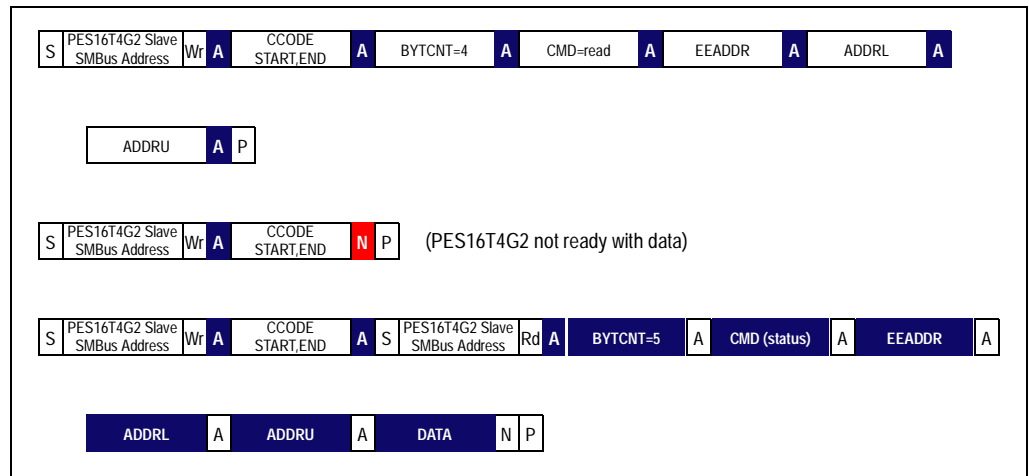 S PES16T4G2 Slave SMBus Address Wr A CCODE START,END A BYTCNT=4 A CMD=read A EEADDR A ADDRL A
ADDRU A P
S PES16T4G2 Slave SMBus Address Wr A CCODE START,END N P (PES16T4G2 not ready with data)
S PES16T4G2 Slave SMBus Address Wr A CCODE START,END A S PES16T4G2 Slave SMBus Address Rd A BYTCNT=5 A CMD (status) A EEADDR A
ADDRL A ADDRU A DATA N P